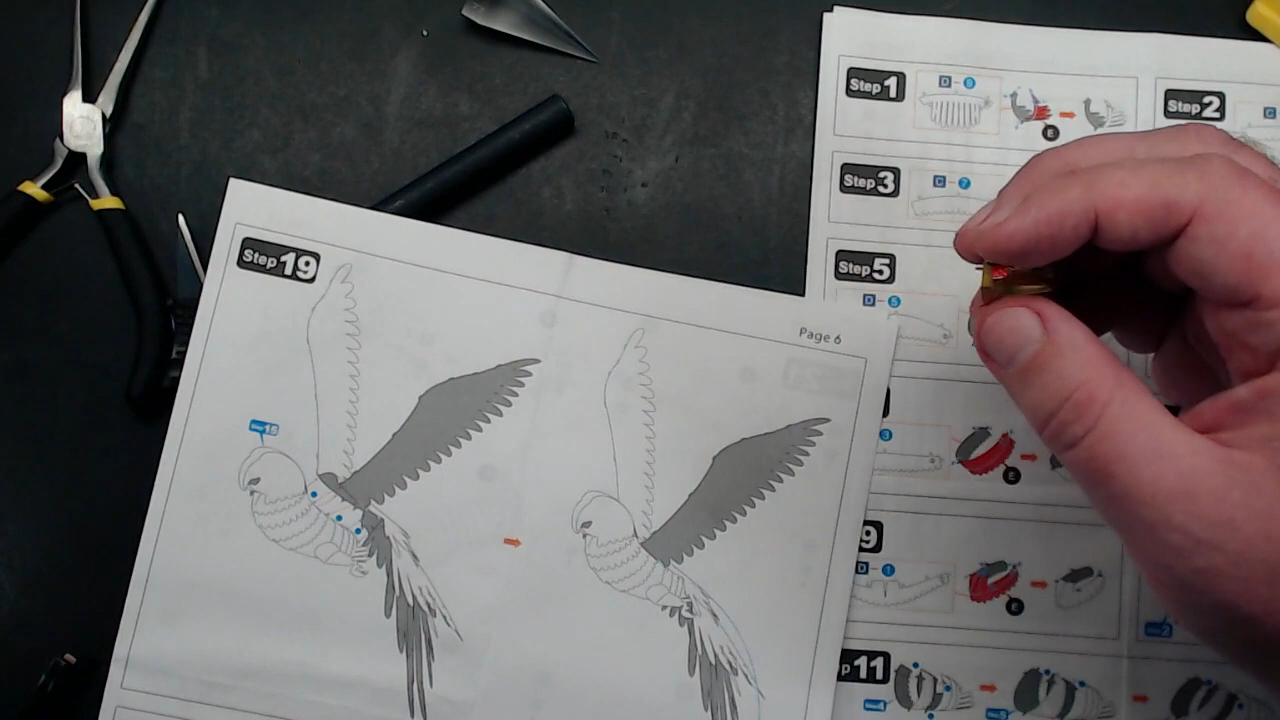 Step 19
Page 6
Step 15
Step 1
D - 8
E
Step 2
C
Step 3
C - 7
Step 5
D - 5
3
E
9
D - 1
E
p 11